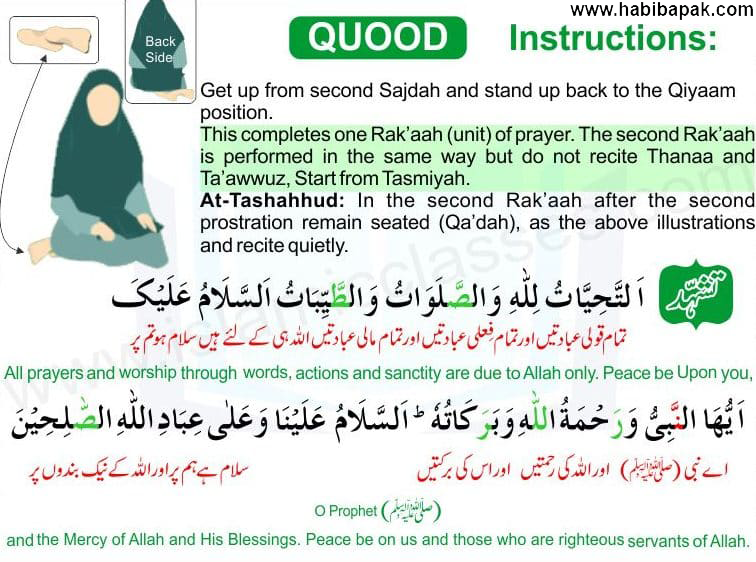 www.habibapak.com
Back
Side
QUOOD Instructions:
Get up from second Sajdah and stand up back to the Qiyaam
position.
This completes one Rak’aah (unit) of prayer. The second Rak’aah
is performed in the same way but do not recite Thanaa and
Ta’awwuz, Start from Tasmiyah.
At-Tashahhud: In the second Rak’aah after the second
prostration remain seated (Qa’dah), as the above illustrations
and recite quietly.
تشہد
اَلتَّحِيَّاتُ لِلّٰهِ وَالصَّلَوَاتُ وَالطَّيِّبَاتُ اَلسَّلَامُ عَلَيْكَ
تمام قولی عبادتیں اور تمام فعلی عبادتیں اور تمام مالی عبادتیں اللہ ہی کے لئے ہیں سلام ہو تم پر
All prayers and worship through words, actions and sanctity are due to Allah only. Peace be Upon you,
اَيُّهَا النَّبِىُّ وَرَحْمَةُ اللّٰهِ وَبَرَكَاتُهٗ ؕ اَلسَّلَامُ عَلَيْنَا وَعَلٰى عِبَادِ اللّٰهِ الصّٰلِحِيْنَ
اے نبی (ﷺ) اور اللہ کی رحمتیں اور اس کی برکتیں سلام ہے ہم پر اور اللہ کے نیک بندوں پر
O Prophet (ﷺ)
and the Mercy of Allah and His Blessings. Peace be on us and those who are righteous servants of Allah.